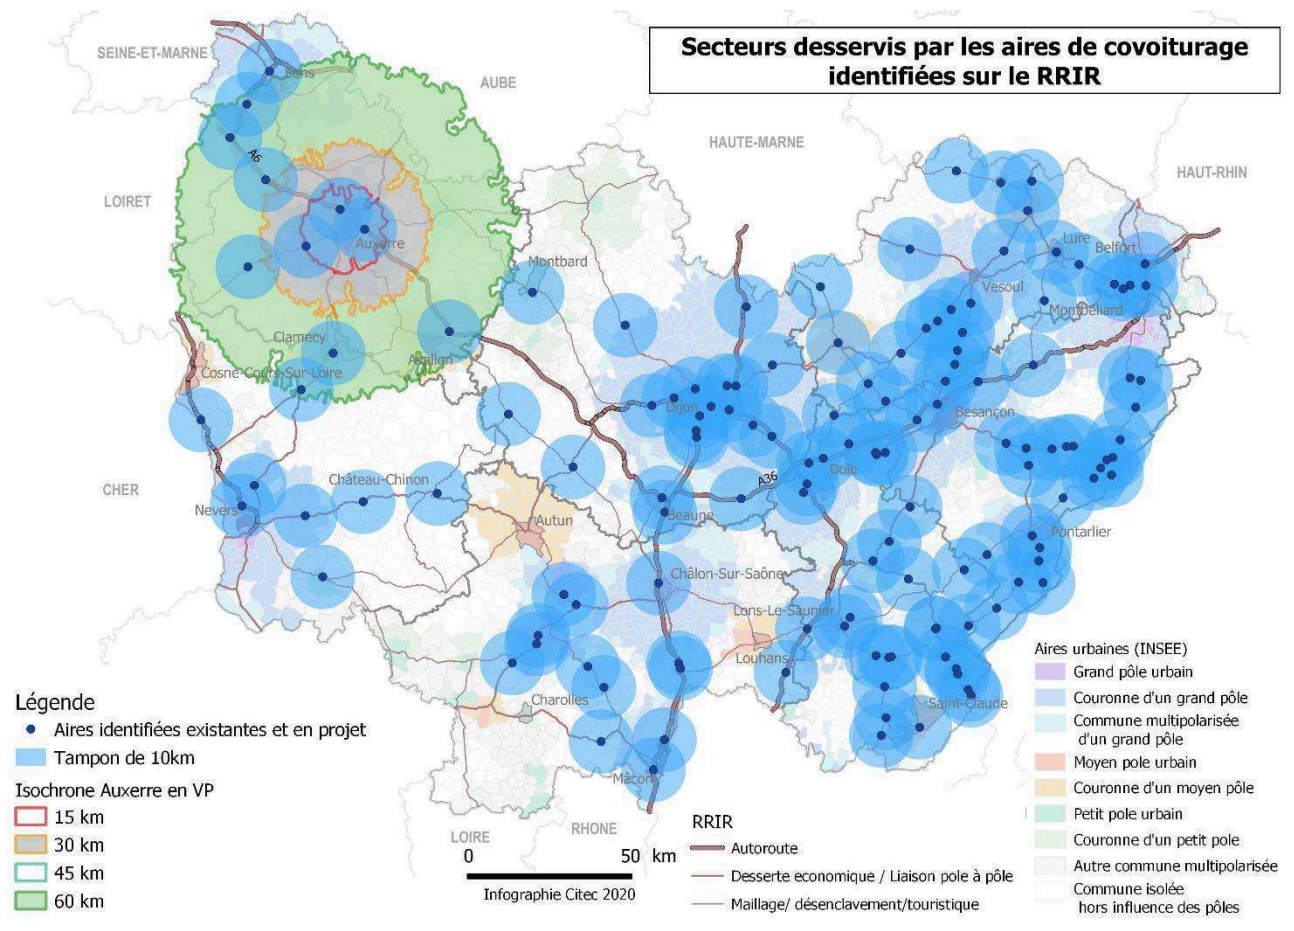 Secteurs desservis par les aires de covoiturage
identifiées sur le RRIR
SEINE-ET-MARNE
AUBE
HAUTE-MARNE
HAUT-RHIN
LOIRET
CHER
LOIRE
RHONE
Sens
A6
Auxerre
Montbard
Clamecy
Avallon
Cosne-Cours-Sur-Loire
Lure
Belfort
Vesoul
Montbéliard
Dijon
Besançon
Château-Chinon
Nevers
Autun
Dole
A36
Beaune
Pontarlier
Châlon-Sur-Saône
Lons-Le-Saunier
Louhans
Charolles
Saint-Claude
Mâcon
Légende
Aires identifiées existantes et en projet
Tampon de 10km
Isochrone Auxerre en VP
15 km
30 km
45 km
60 km
0 50 km
Infographie Citec 2020
RRIR
Autoroute
Desserte economique / Liaison pole à pôle
Maillage/ désenclavement/touristique
Aires urbaines (INSEE)
Grand pôle urbain
Couronne d'un grand pôle
Commune multipolarisée
d'un grand pôle
Moyen pole urbain
Couronne d'un moyen pôle
Petit pole urbain
Couronne d'un petit pole
Autre commune multipolarisée
Commune isolée
hors influence des pôles